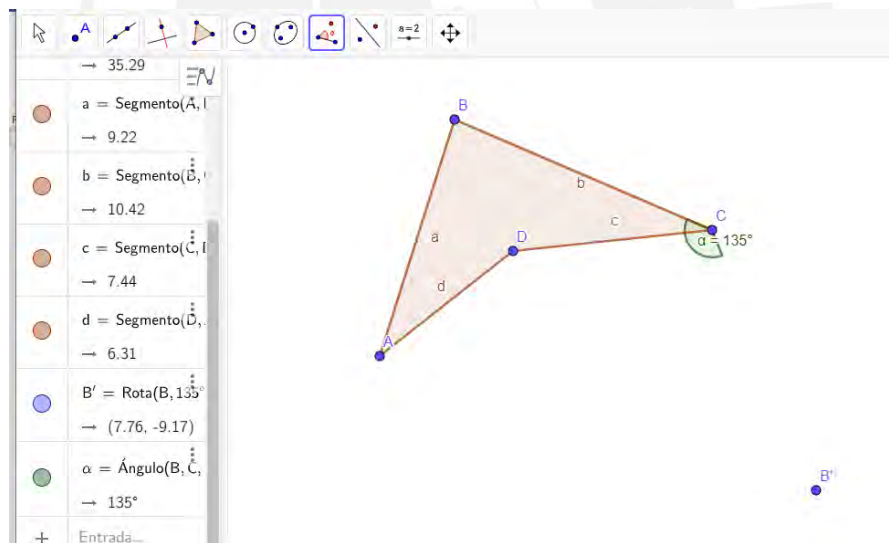 A
a=2
→ 35.29
a = Segmento(A,
→ 9.22
b = Segmento(B,
→ 10.42
c = Segmento(C,
→ 7.44
d = Segmento(D,
→ 6.31
B′ = Rota(B, 135°
→ (7.76, -9.17)
α = Ángulo(B, C,
→ 135°
+ Entrada...
B
b
C
c
α = 135°
a
D
d
A
B'